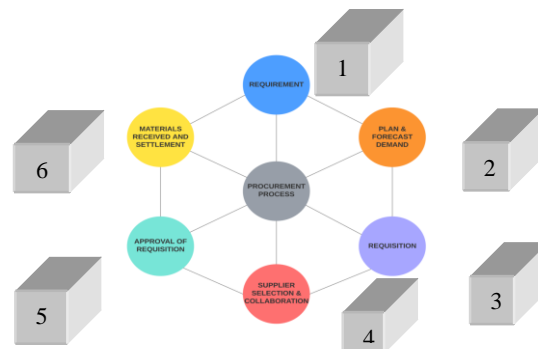 1
REQUIREMENT
MATERIALS
RECEIVED AND
SETTLEMENT
PLAN &
FORECAST
DEMAND
6
2
PROCUREMENT
PROCESS
APPROVAL OF
REQUISITION
REQUISITION
SUPPLIER
SELECTION &
COLLABORATION
5
4
3